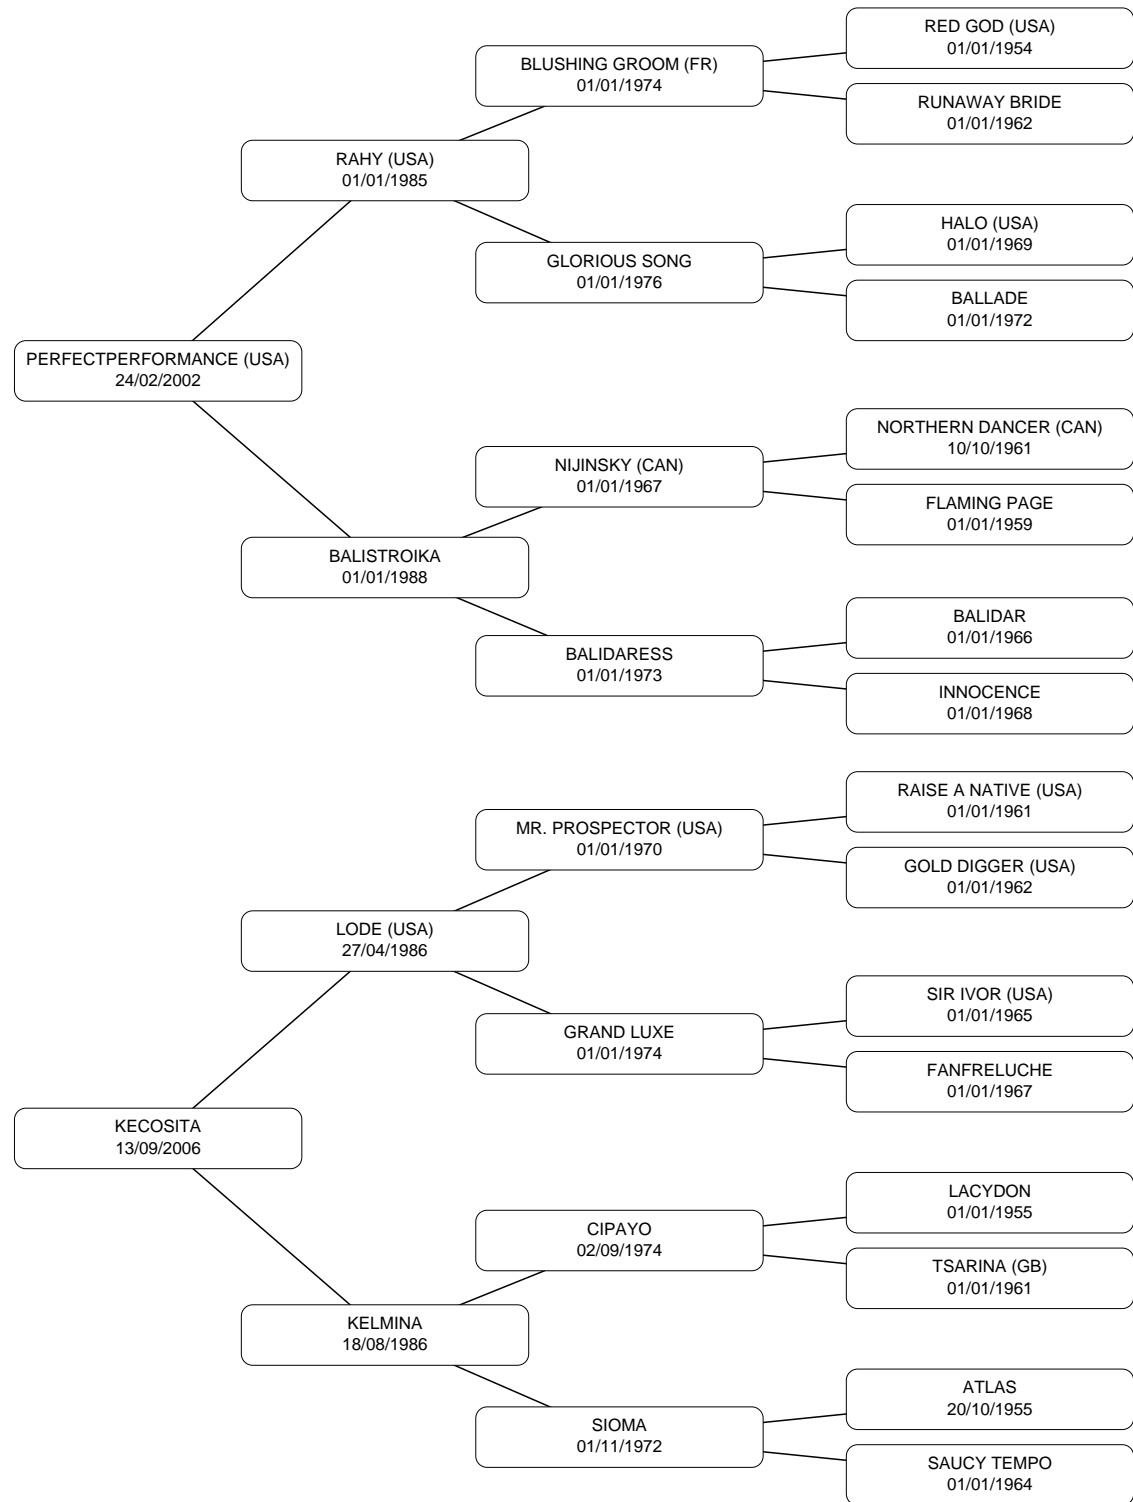 RED GOD (USA)
01/01/1954
BLUSHING GROOM (FR)
01/01/1974
RUNAWAY BRIDE
01/01/1962
RAHY (USA)
01/01/1985
HALO (USA)
01/01/1969
GLORIOUS SONG
01/01/1976
BALLADE
01/01/1972
PERFECTPERFORMANCE (USA)
24/02/2002
NORTHERN DANCER (CAN)
10/10/1961
NIJINSKY (CAN)
01/01/1967
FLAMING PAGE
01/01/1959
BALISTROIKA
01/01/1988
BALIDAR
01/01/1966
BALIDARESS
01/01/1973
INNOCENCE
01/01/1968
RAISE A NATIVE (USA)
01/01/1961
MR. PROSPECTOR (USA)
01/01/1970
GOLD DIGGER (USA)
01/01/1962
LODE (USA)
27/04/1986
SIR IVOR (USA)
01/01/1965
GRAND LUXE
01/01/1974
FANFRELUCHE
01/01/1967
KECOSITA
13/09/2006
LACYDON
01/01/1955
CIPAYO
02/09/1974
TSARINA (GB)
01/01/1961
KELMINA
18/08/1986
ATLAS
20/10/1955
SIOMA
01/11/1972
SAUCY TEMPO
01/01/1964